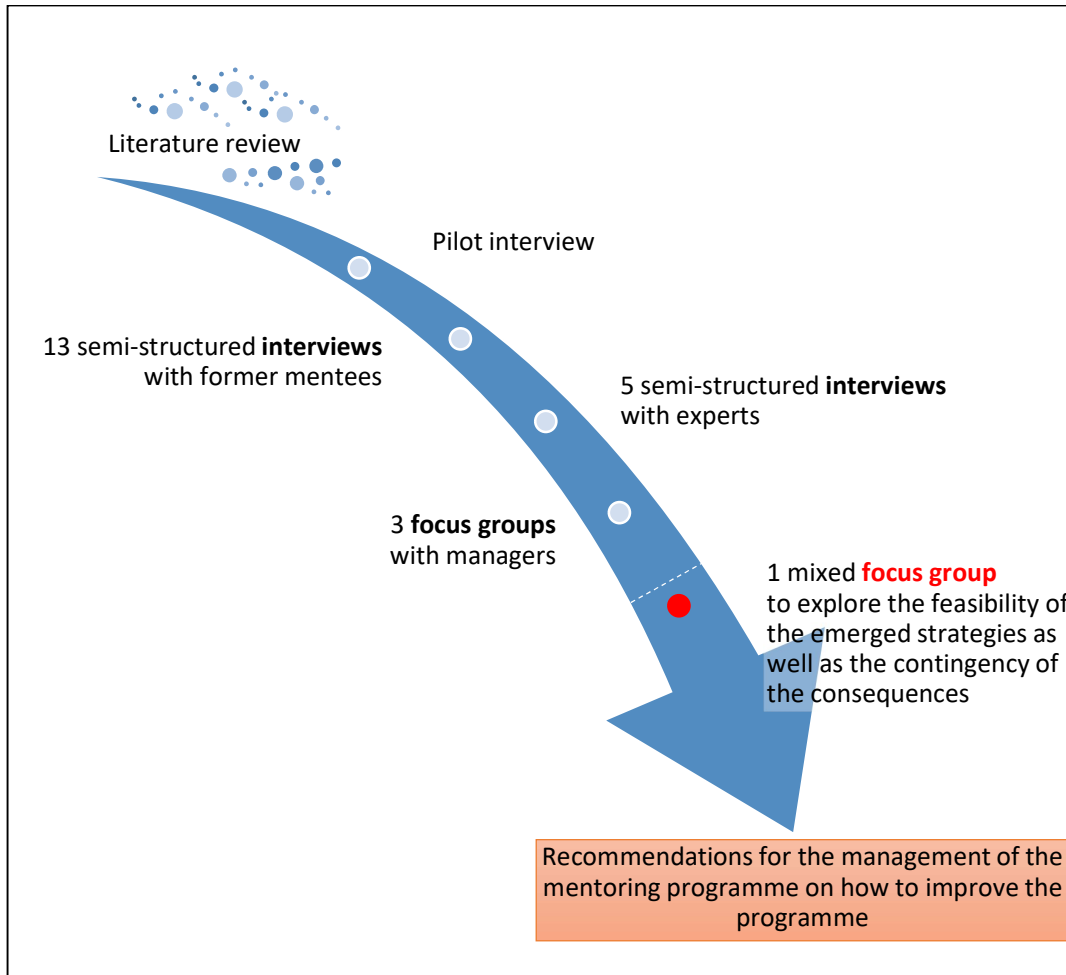 Literature review
Pilot interview
13 semi-structured interviews
with former mentees
5 semi-structured interviews
with experts
3 focus groups
with managers
1 mixed focus group
to explore the feasibility of
the emerged strategies as
well as the contingency of
the consequences
Recommendations for the management of the
mentoring programme on how to improve the
programme